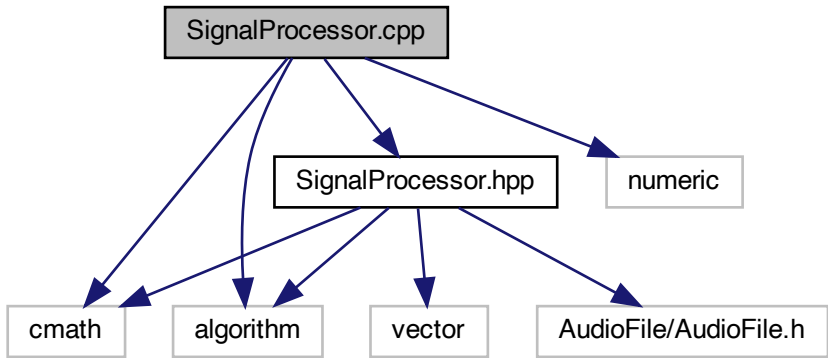 SignalProcessor.cpp
SignalProcessor.hpp
numeric
cmath
algorithm
vector
AudioFile/AudioFile.h